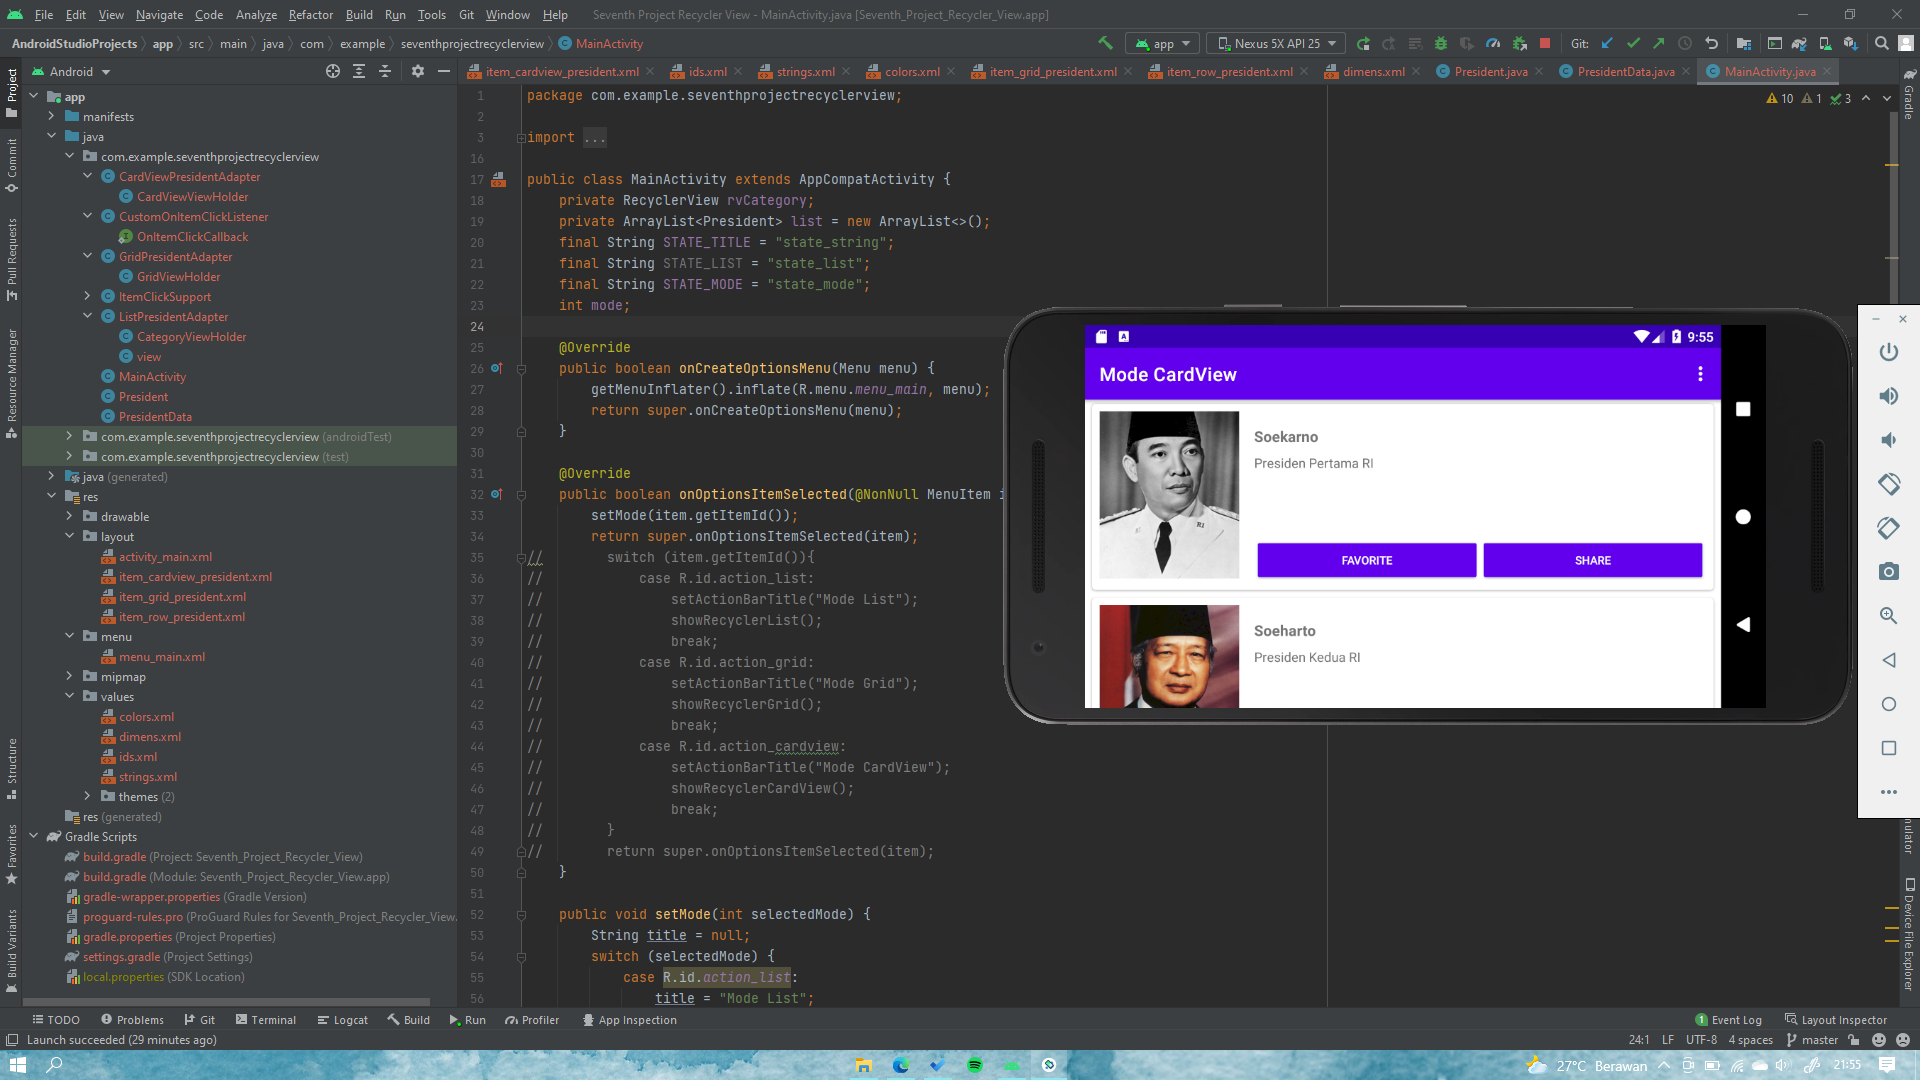 File Edit View Navigate Code Analyze Refactor Build Run Tools Git Window Help Seventh Project Recycler View - MainActivity.java [Seventh_Project_Recycler_View.app]
AndroidStudioProjects app src main java com example seventhprojectrecyclerview MainActivity app Nexus 5X API 25 Git:
Android
item_cardview_president.xml ids.xml strings.xml colors.xml item_grid_president.xml item_row_president.xml dimens.xml President.java PresidentData.java MainActivity.java
Project
Commit
Pull Requests
Resource Manager
Structure
Favorites
Build Variants
app
manifests
java
com.example.seventhprojectrecyclerview
CardViewPresidentAdapter
CardViewViewHolder
CustomOnItemClickListener
OnItemClickCallback
GridPresidentAdapter
GridViewHolder
ItemClickSupport
ListPresidentAdapter
CategoryViewHolder
view
MainActivity
President
PresidentData
com.example.seventhprojectrecyclerview (androidTest)
com.example.seventhprojectrecyclerview (test)
java (generated)
res
drawable
layout
activity_main.xml
item_cardview_president.xml
item_grid_president.xml
item_row_president.xml
menu
menu_main.xml
mipmap
values
colors.xml
dimens.xml
ids.xml
strings.xml
themes (2)
res (generated)
Gradle Scripts
build.gradle (Project: Seventh_Project_Recycler_View)
build.gradle (Module: Seventh_Project_Recycler_View.app)
gradle-wrapper.properties (Gradle Version)
proguard-rules.pro (ProGuard Rules for Seventh_Project_Recycler_View.
gradle.properties (Project Properties)
settings.gradle (Project Settings)
local.properties (SDK Location)
10 1 3
1 package com.example.seventhprojectrecyclerview;
2
3 import ...
16
17 public class MainActivity extends AppCompatActivity {
18 private RecyclerView rvCategory;
19 private ArrayList<President> list = new ArrayList<>();
20 final String STATE_TITLE = "state_string";
21 final String STATE_LIST = "state_list";
22 final String STATE_MODE = "state_mode";
23 int mode;
24
25 @Override
26 public boolean onCreateOptionsMenu(Menu menu) {
27 getMenuInflater().inflate(R.menu.menu_main, menu);
28 return super.onCreateOptionsMenu(menu);
29 }
30
31 @Override
32 public boolean onOptionsItemSelected(@NonNull MenuItem i
33 setMode(item.getItemId());
34 return super.onOptionsItemSelected(item);
35 // switch (item.getItemId()){
36 // case R.id.action_list:
37 // setActionBarTitle("Mode List");
38 // showRecyclerList();
39 // break;
40 // case R.id.action_grid:
41 // setActionBarTitle("Mode Grid");
42 // showRecyclerGrid();
43 // break;
44 // case R.id.action_cardview:
45 // setActionBarTitle("Mode CardView");
46 // showRecyclerCardView();
47 // break;
48 // }
49 // return super.onOptionsItemSelected(item);
50 }
51
52 public void setMode(int selectedMode) {
53 String title = null;
54 switch (selectedMode) {
55 case R.id.action_list:
56 title = "Mode List";
9:55
Mode CardView
Soekarno
Presiden Pertama RI
RI
FAVORITE SHARE
Soeharto
Presiden Kedua RI
Gradle
mulator
Device File Explorer
TODO Problems Git Terminal Logcat Build Run Profiler App Inspection 1 Event Log Layout Inspector
Launch succeeded (29 minutes ago) 24:1 LF UTF-8 4 spaces master
27°C Berawan 21:55